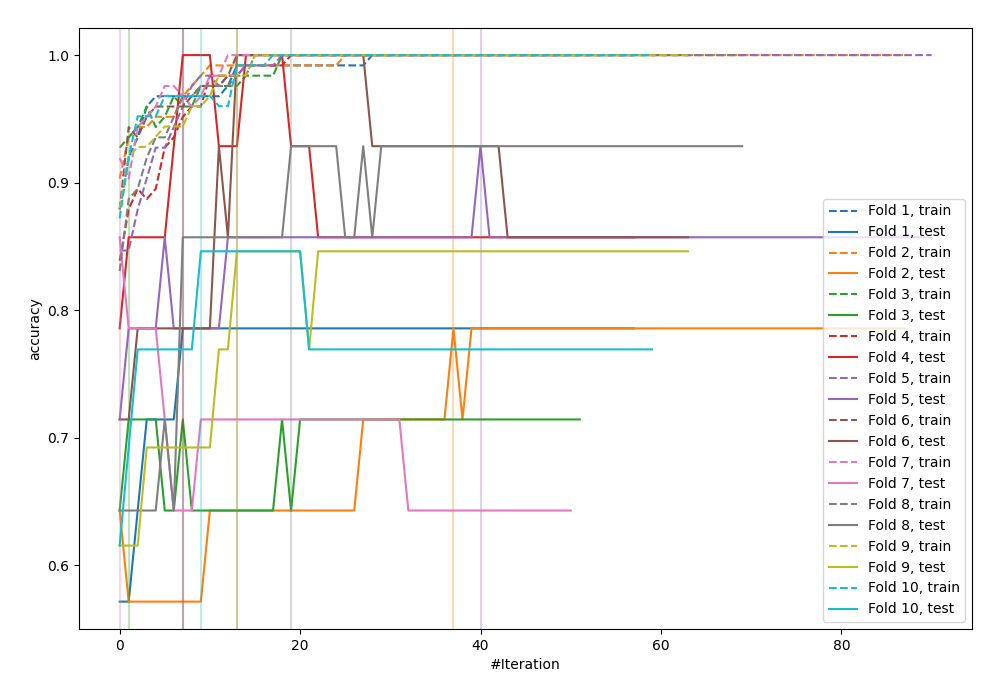 1.0
0.9
0.8
0.7
0.6
accuracy
0
20
40
60
80
#Iteration
Fold 1, train
Fold 1, test
Fold 2, train
Fold 2, test
Fold 3, train
Fold 3, test
Fold 4, train
Fold 4, test
Fold 5, train
Fold 5, test
Fold 6, train
Fold 6, test
Fold 7, train
Fold 7, test
Fold 8, train
Fold 8, test
Fold 9, train
Fold 9, test
Fold 10, train
Fold 10, test